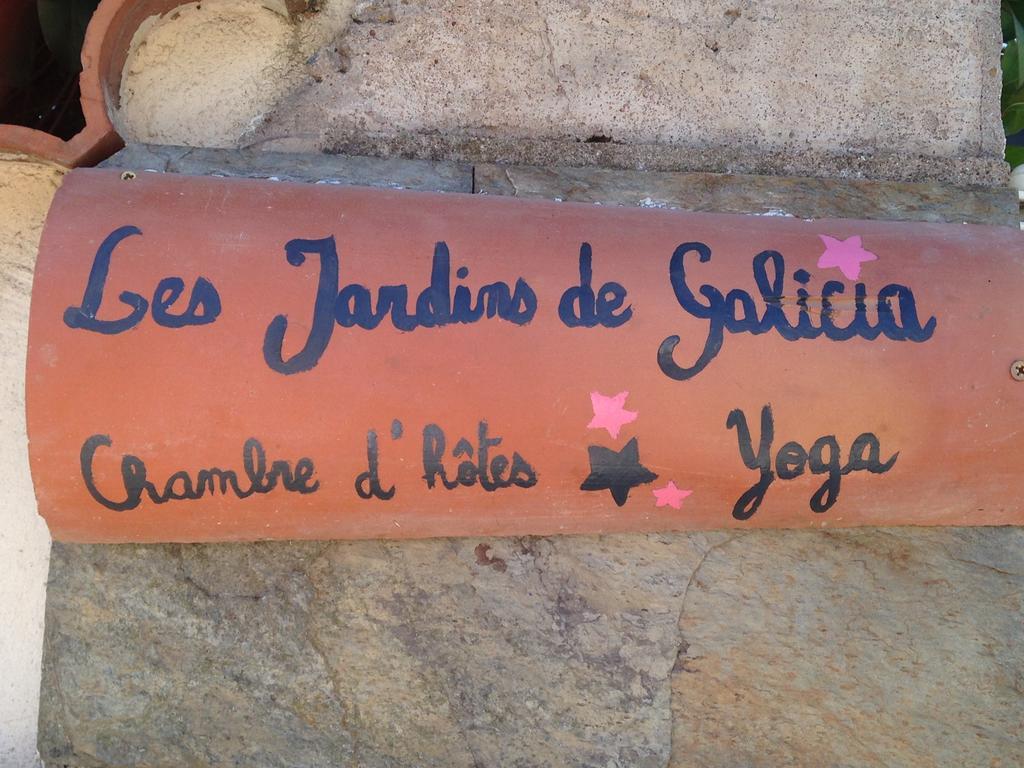 Les Jardins de Galicia
Chambre d'hôtes Yoga